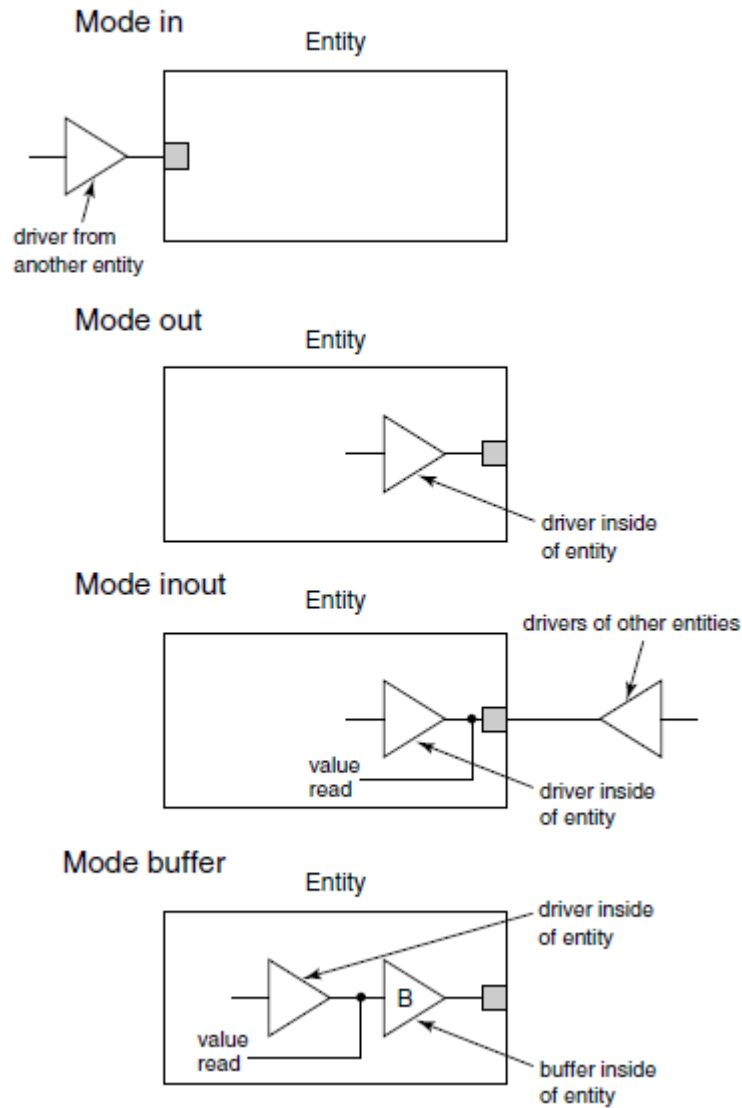 Mode in
Entity
driver from
another entity
Mode out
Entity
driver inside
of entity
Mode inout
Entity
drivers of other entities
value
read
driver inside
of entity
Mode buffer
Entity
driver inside
of entity
B
value
read
buffer inside
of entity